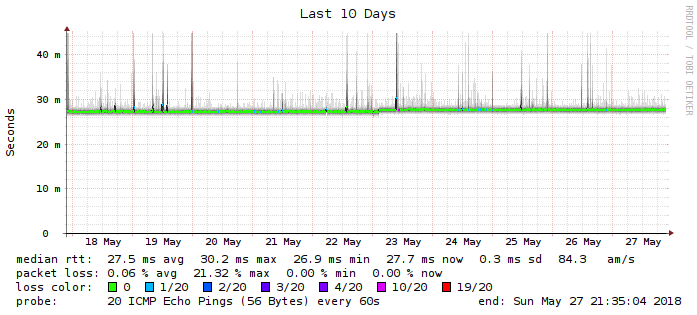 Last 10 Days
RRDTOOL / TOBI OETIKER
Seconds
40 m
30 m
20 m
10 m
0
18 May 19 May 20 May 21 May 22 May 23 May 24 May 25 May 26 May 27 May
median rtt: 27.5 ms avg 30.2 ms max 26.9 ms min 27.7 ms now 0.3 ms sd 84.3 am/s
packet loss: 0.06 % avg 21.32 % max 0.00 % min 0.00 % now
loss color: 0 1/20 2/20 3/20 4/20 10/20 19/20
probe: 20 ICMP Echo Pings (56 Bytes) every 60s end: Sun May 27 21:35:04 2018